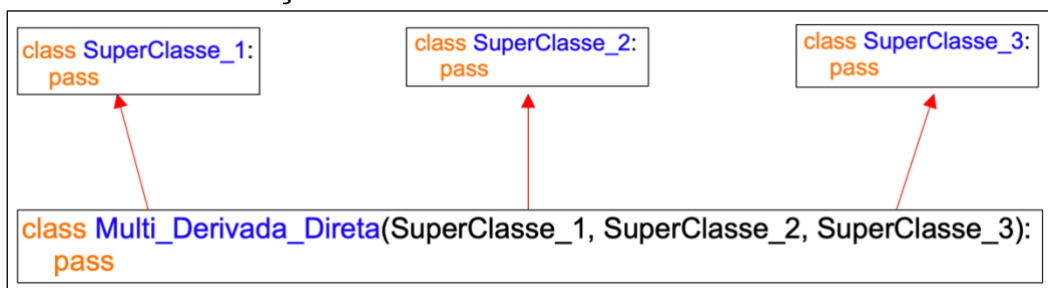 class SuperClasse_1:
pass
class SuperClasse_2:
pass
class SuperClasse_3:
pass
class Multi_Derivada_Direta(SuperClasse_1, SuperClasse_2, SuperClasse_3):
pass